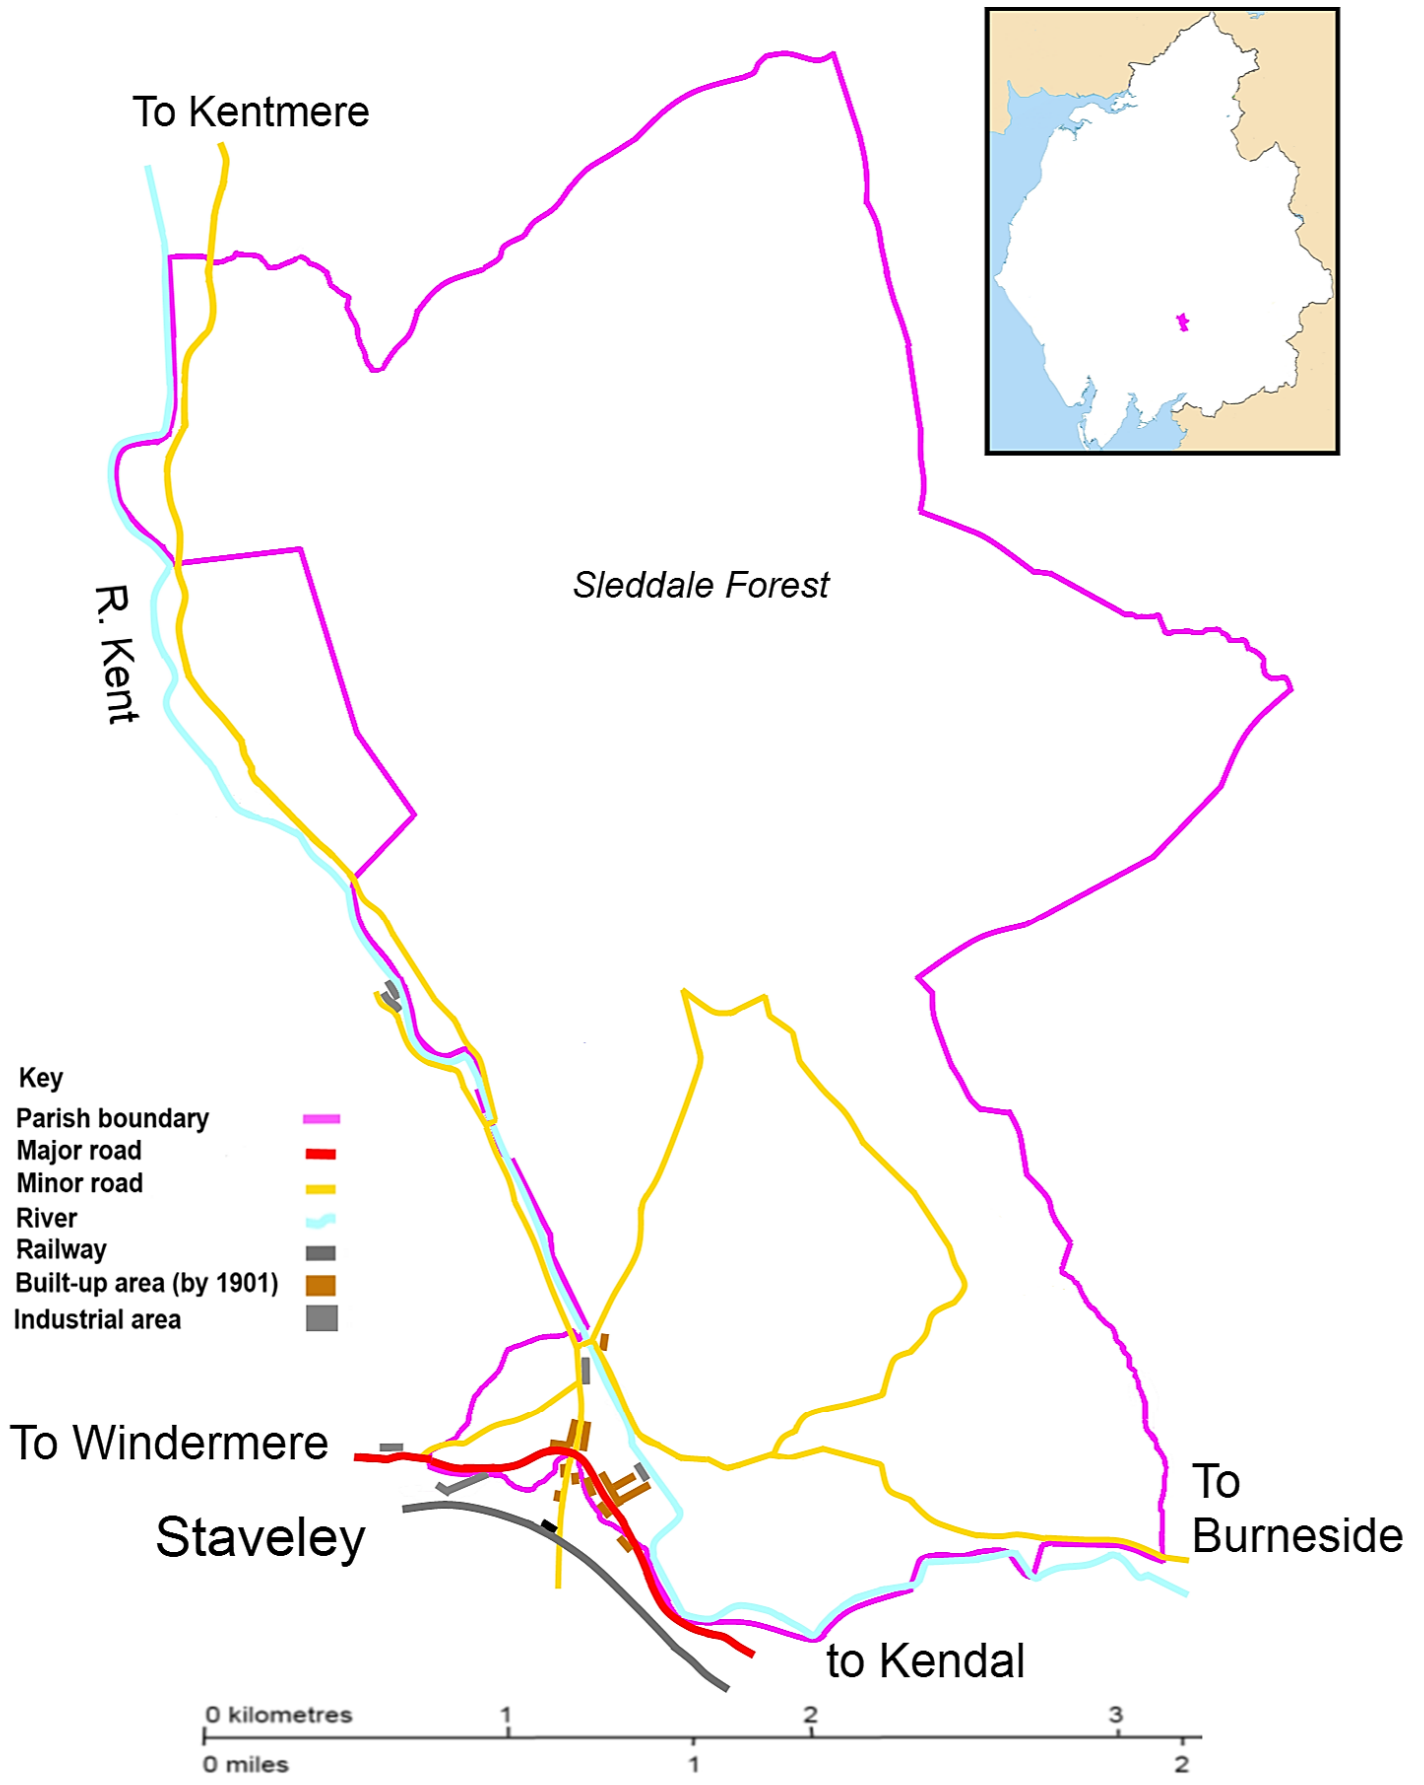 To Kentmere
Sleddale Forest
R. Kent
Key
Parish boundary
Major road
Minor road
River
Railway
Built-up area (by 1901)
Industrial area
To Windermere
Staveley
To
Burneside
to Kendal
0 kilometres 1 2 3
0 miles 1 2